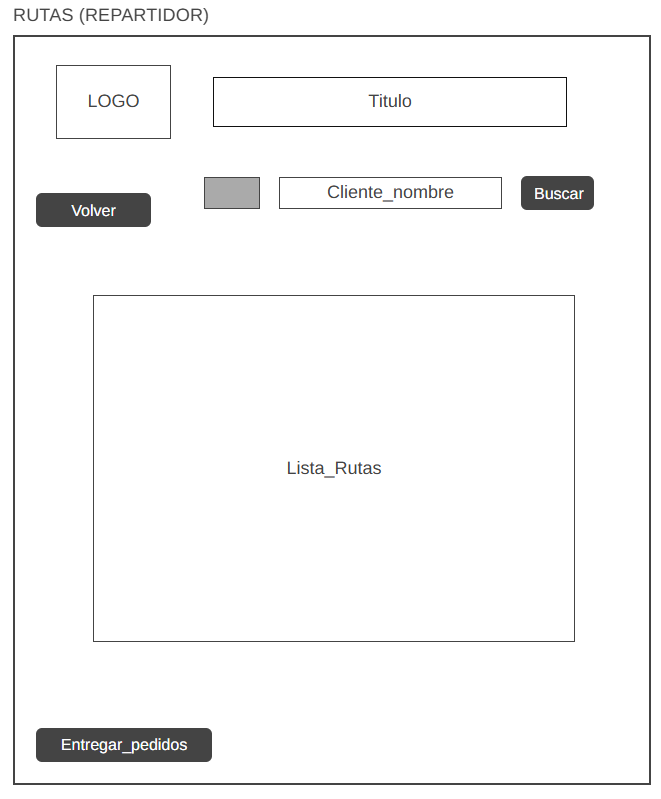 RUTAS (REPARTIDOR)
LOGO
Titulo
Volver
Cliente_nombre
Buscar
Lista_Rutas
Entregar_pedidos